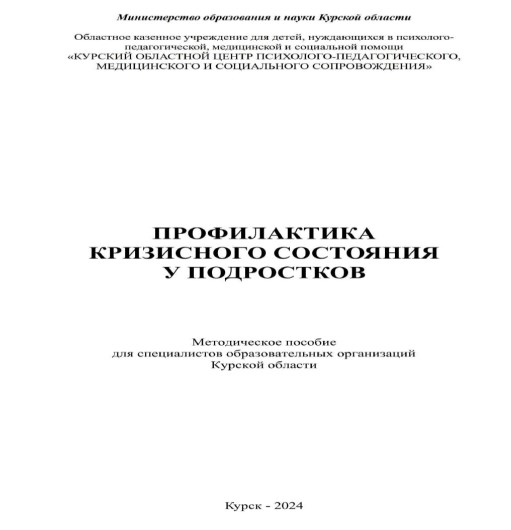 Министерство образования и науки Курской области
Областное казенное учреждение для детей, нуждающихся в психолого-
педагогической, медицинской и социальной помощи
«КУРСКИЙ ОБЛАСТНОЙ ЦЕНТР ПСИХОЛОГО-ПЕДАГОГИЧЕСКОГО,
МЕДИЦИНСКОГО И СОЦИАЛЬНОГО СОПРОВОЖДЕНИЯ»
ПРОФИЛАКТИКА
КРИЗИСНОГО СОСТОЯНИЯ
У ПОДРОСТКОВ
Методическое пособие
для специалистов образовательных организаций
Курской области
Курск - 2024